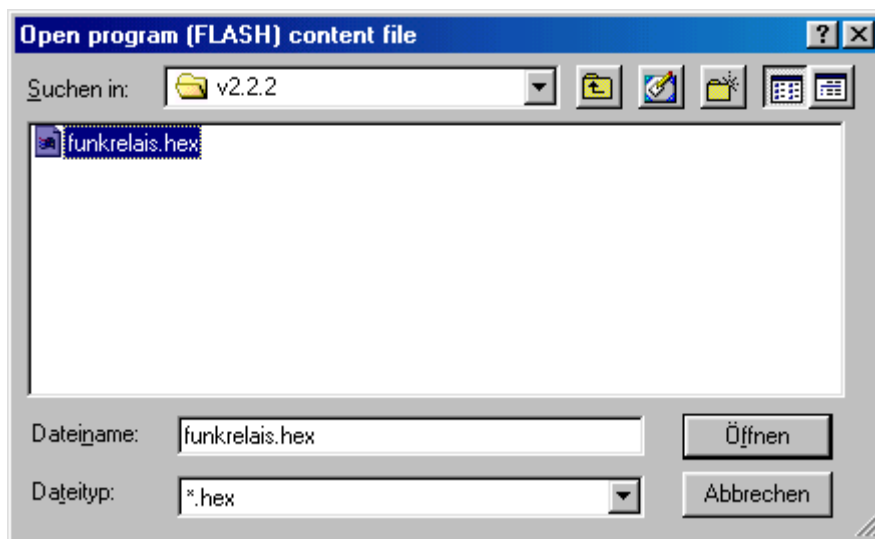 Open program (FLASH) content file
Suchen in: v2.2.2
funkrelais.hex
Dateiname: funkrelais.hex Öffnen
Dateityp: *.hex Abbrechen